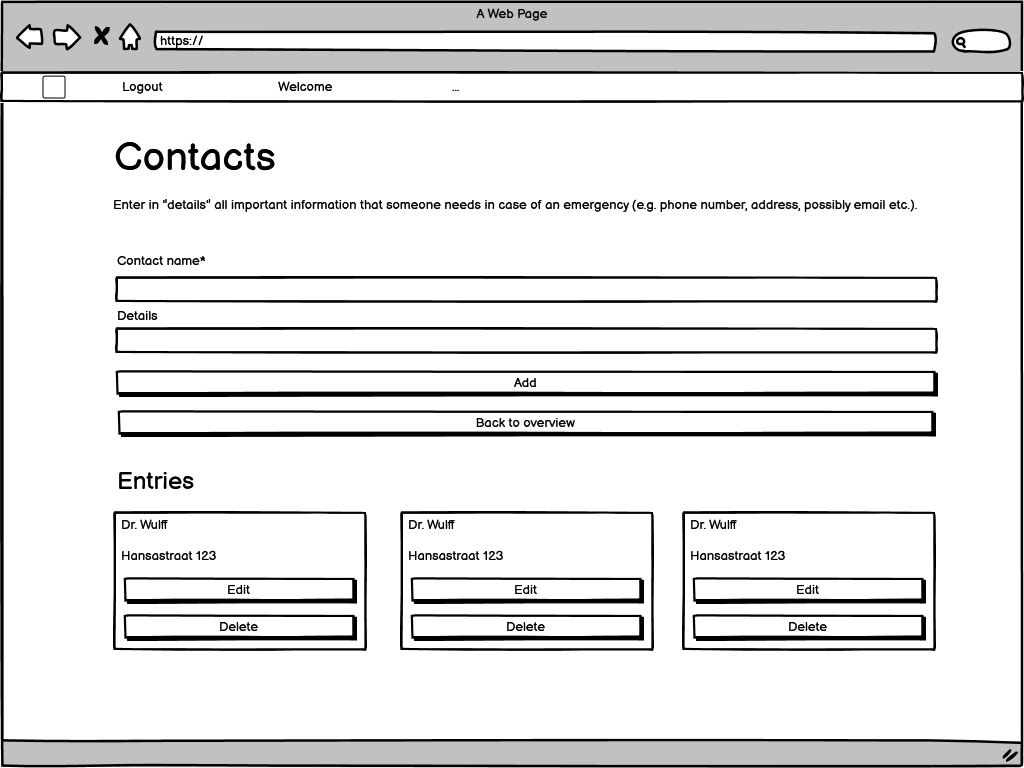 A Web Page
https://
Logout Welcome ...
Contacts
Enter in "details" all important information that someone needs in case of an emergency (e.g. phone number, address, possibly email etc.).
Contact name*
Details
Add
Back to overview
Entries
Dr. Wulff
Hansastraat 123
Edit
Delete
Dr. Wulff
Hansastraat 123
Edit
Delete
Dr. Wulff
Hansastraat 123
Edit
Delete